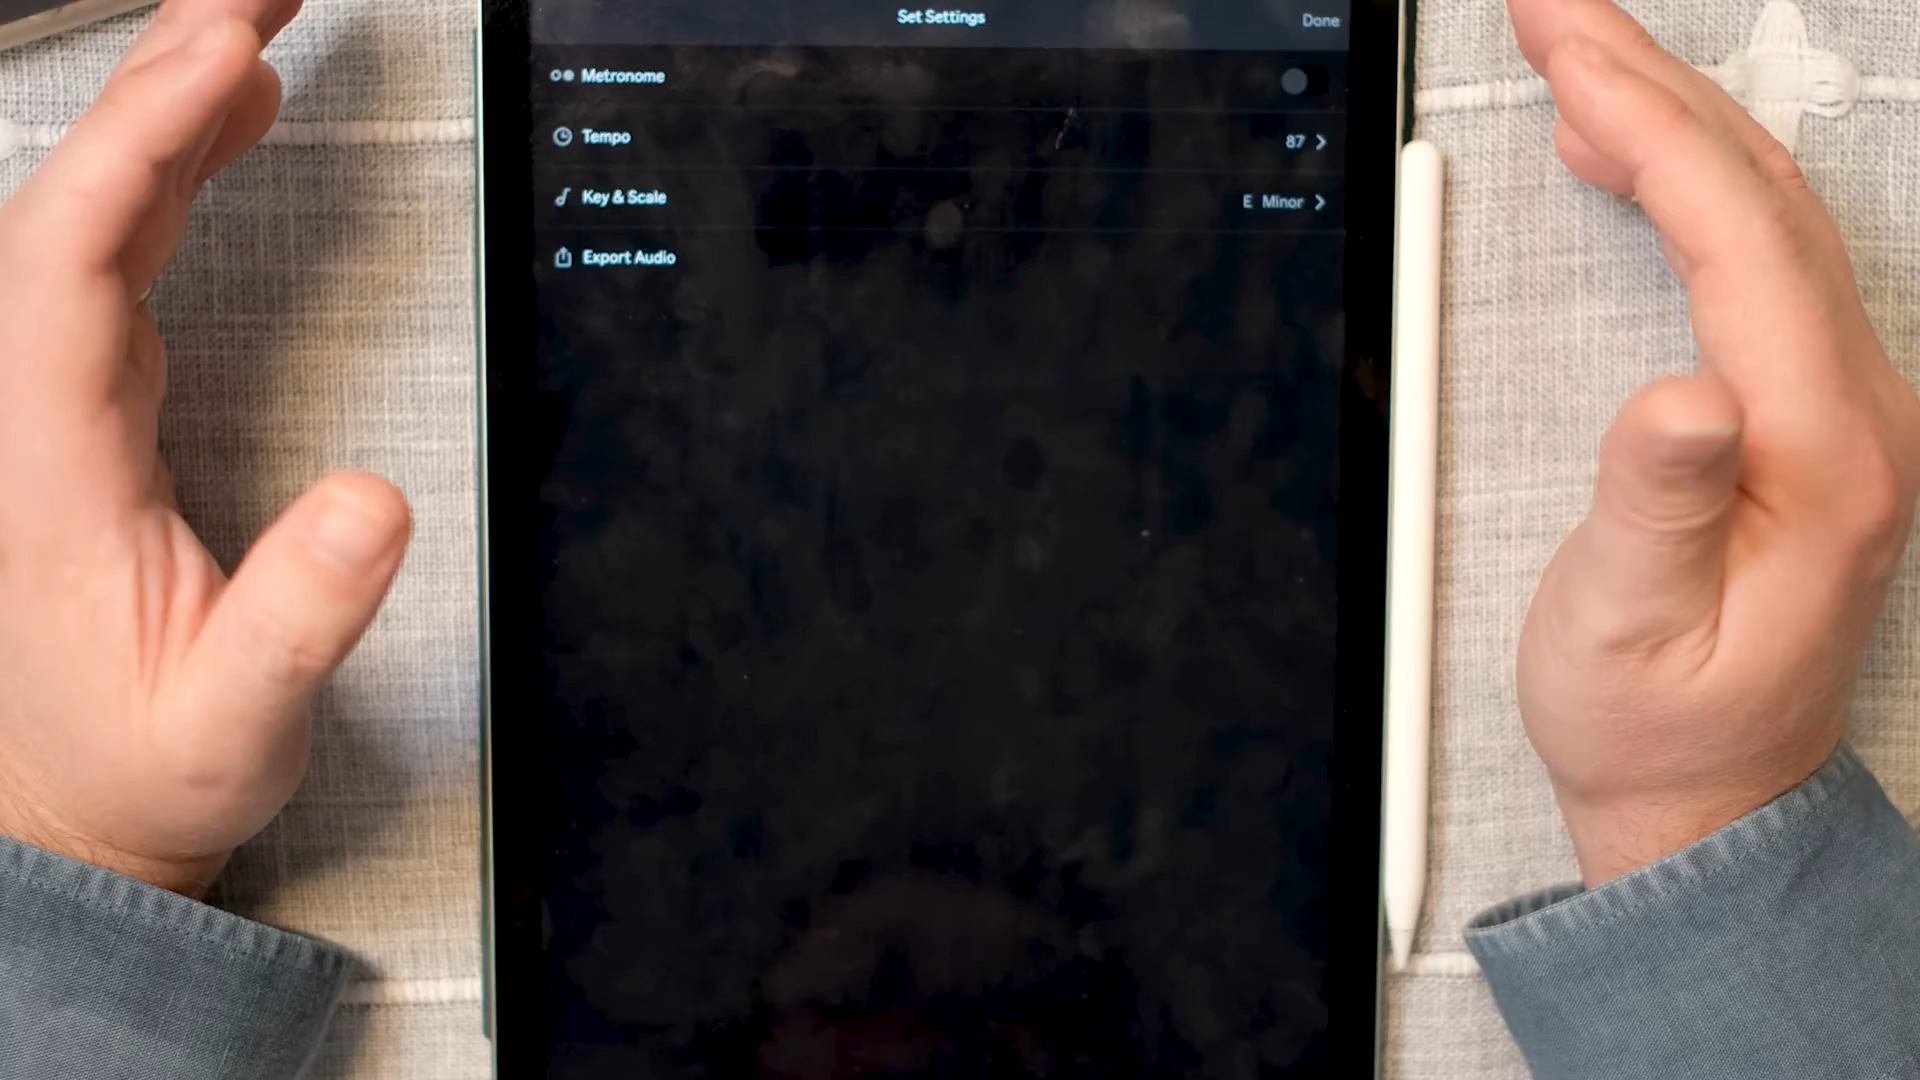 Set Settings
Done
Metronome
Tempo
87
Key & Scale
E Minor
Export Audio